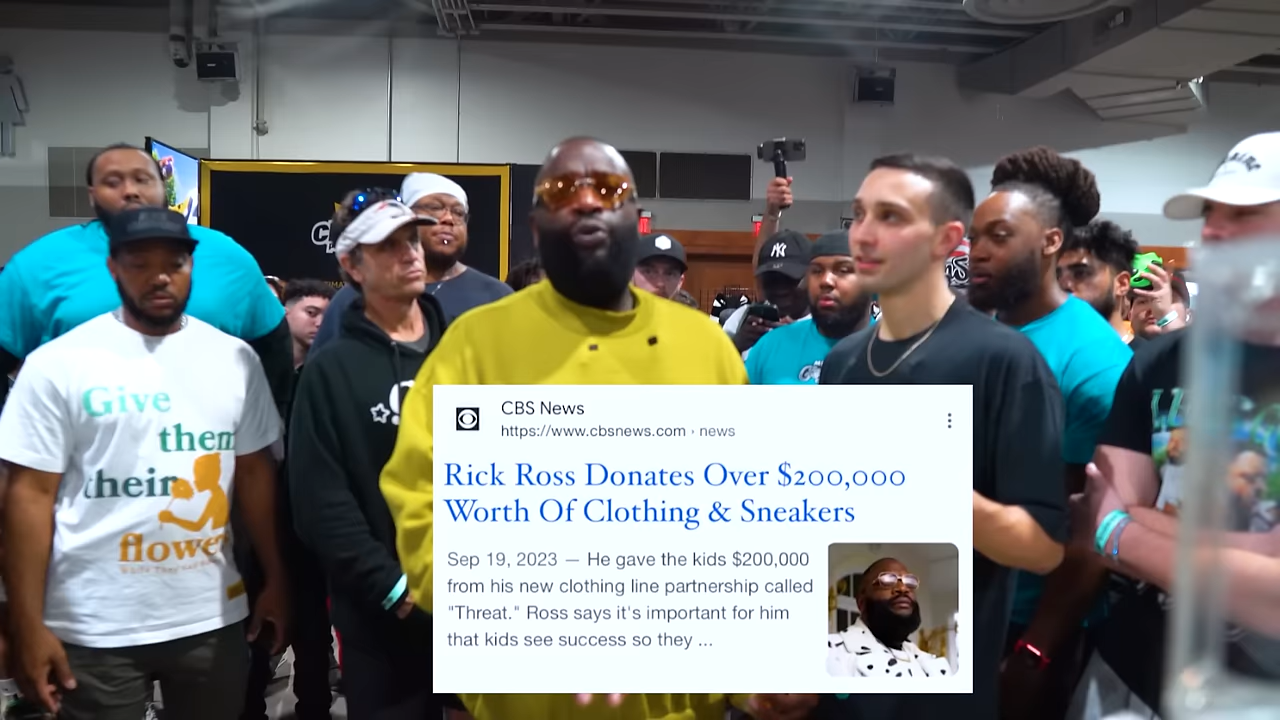 CBS News
https://www.cbsnews.com › news
Rick Ross Donates Over $200,000
Worth Of Clothing & Sneakers
Sep 19, 2023 — He gave the kids $200,000
from his new clothing line partnership called
"Threat." Ross says it's important for him
that kids see success so they ...
Give
them
their
flowers
NY